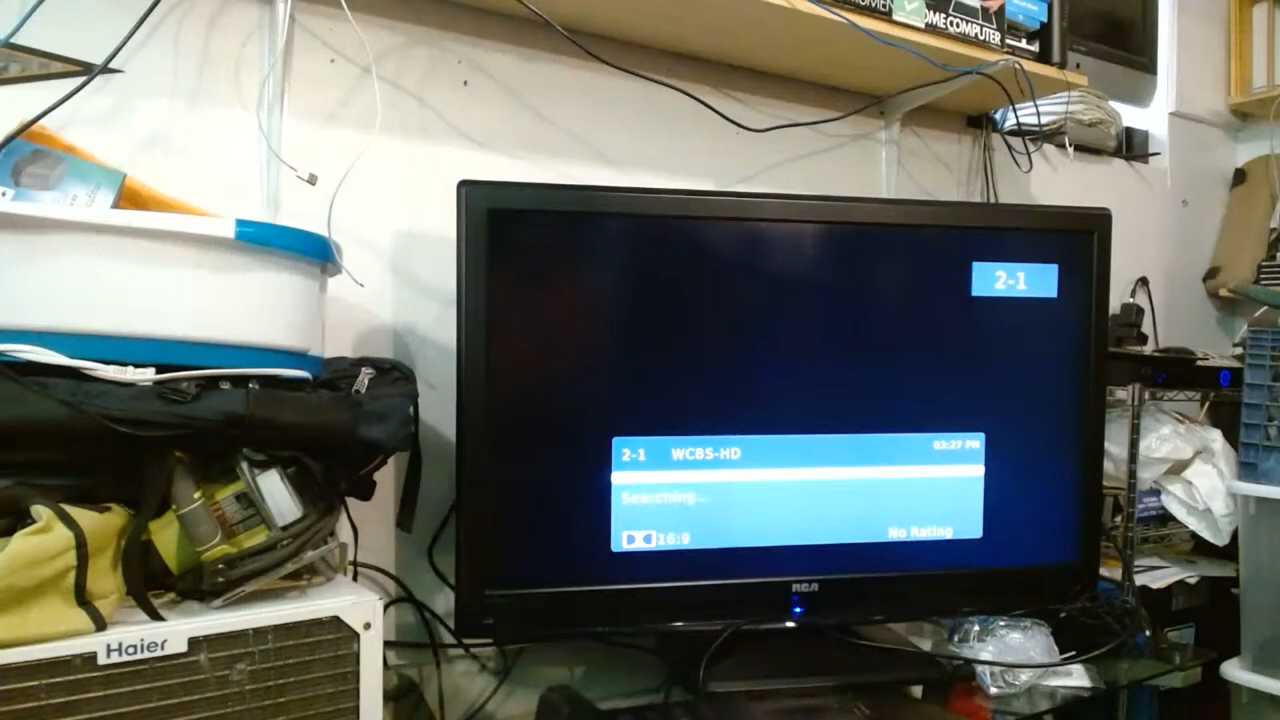 OME COMPUTER
2-1
2-1 WCBS-HD 03:27 PM
Searching...
16:9 No Rating
RCA
Haier